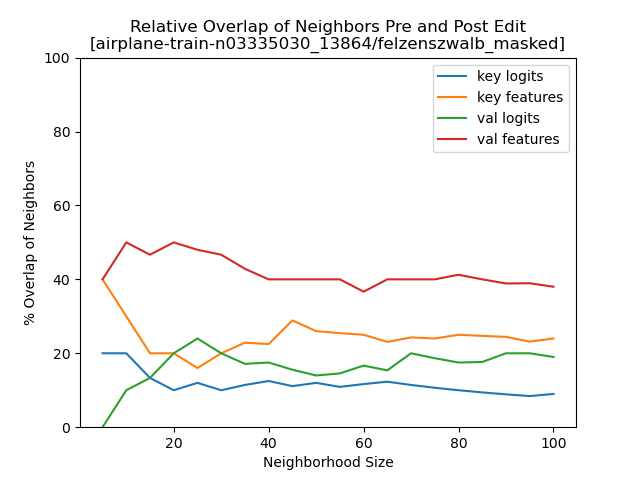 Relative Overlap of Neighbors Pre and Post Edit
[airplane-train-n03335030_13864/felzenszwalb_masked]
key logits
key features
val logits
val features
% Overlap of Neighbors
100
80
60
40
20
0
20 40 60 80 100
Neighborhood Size